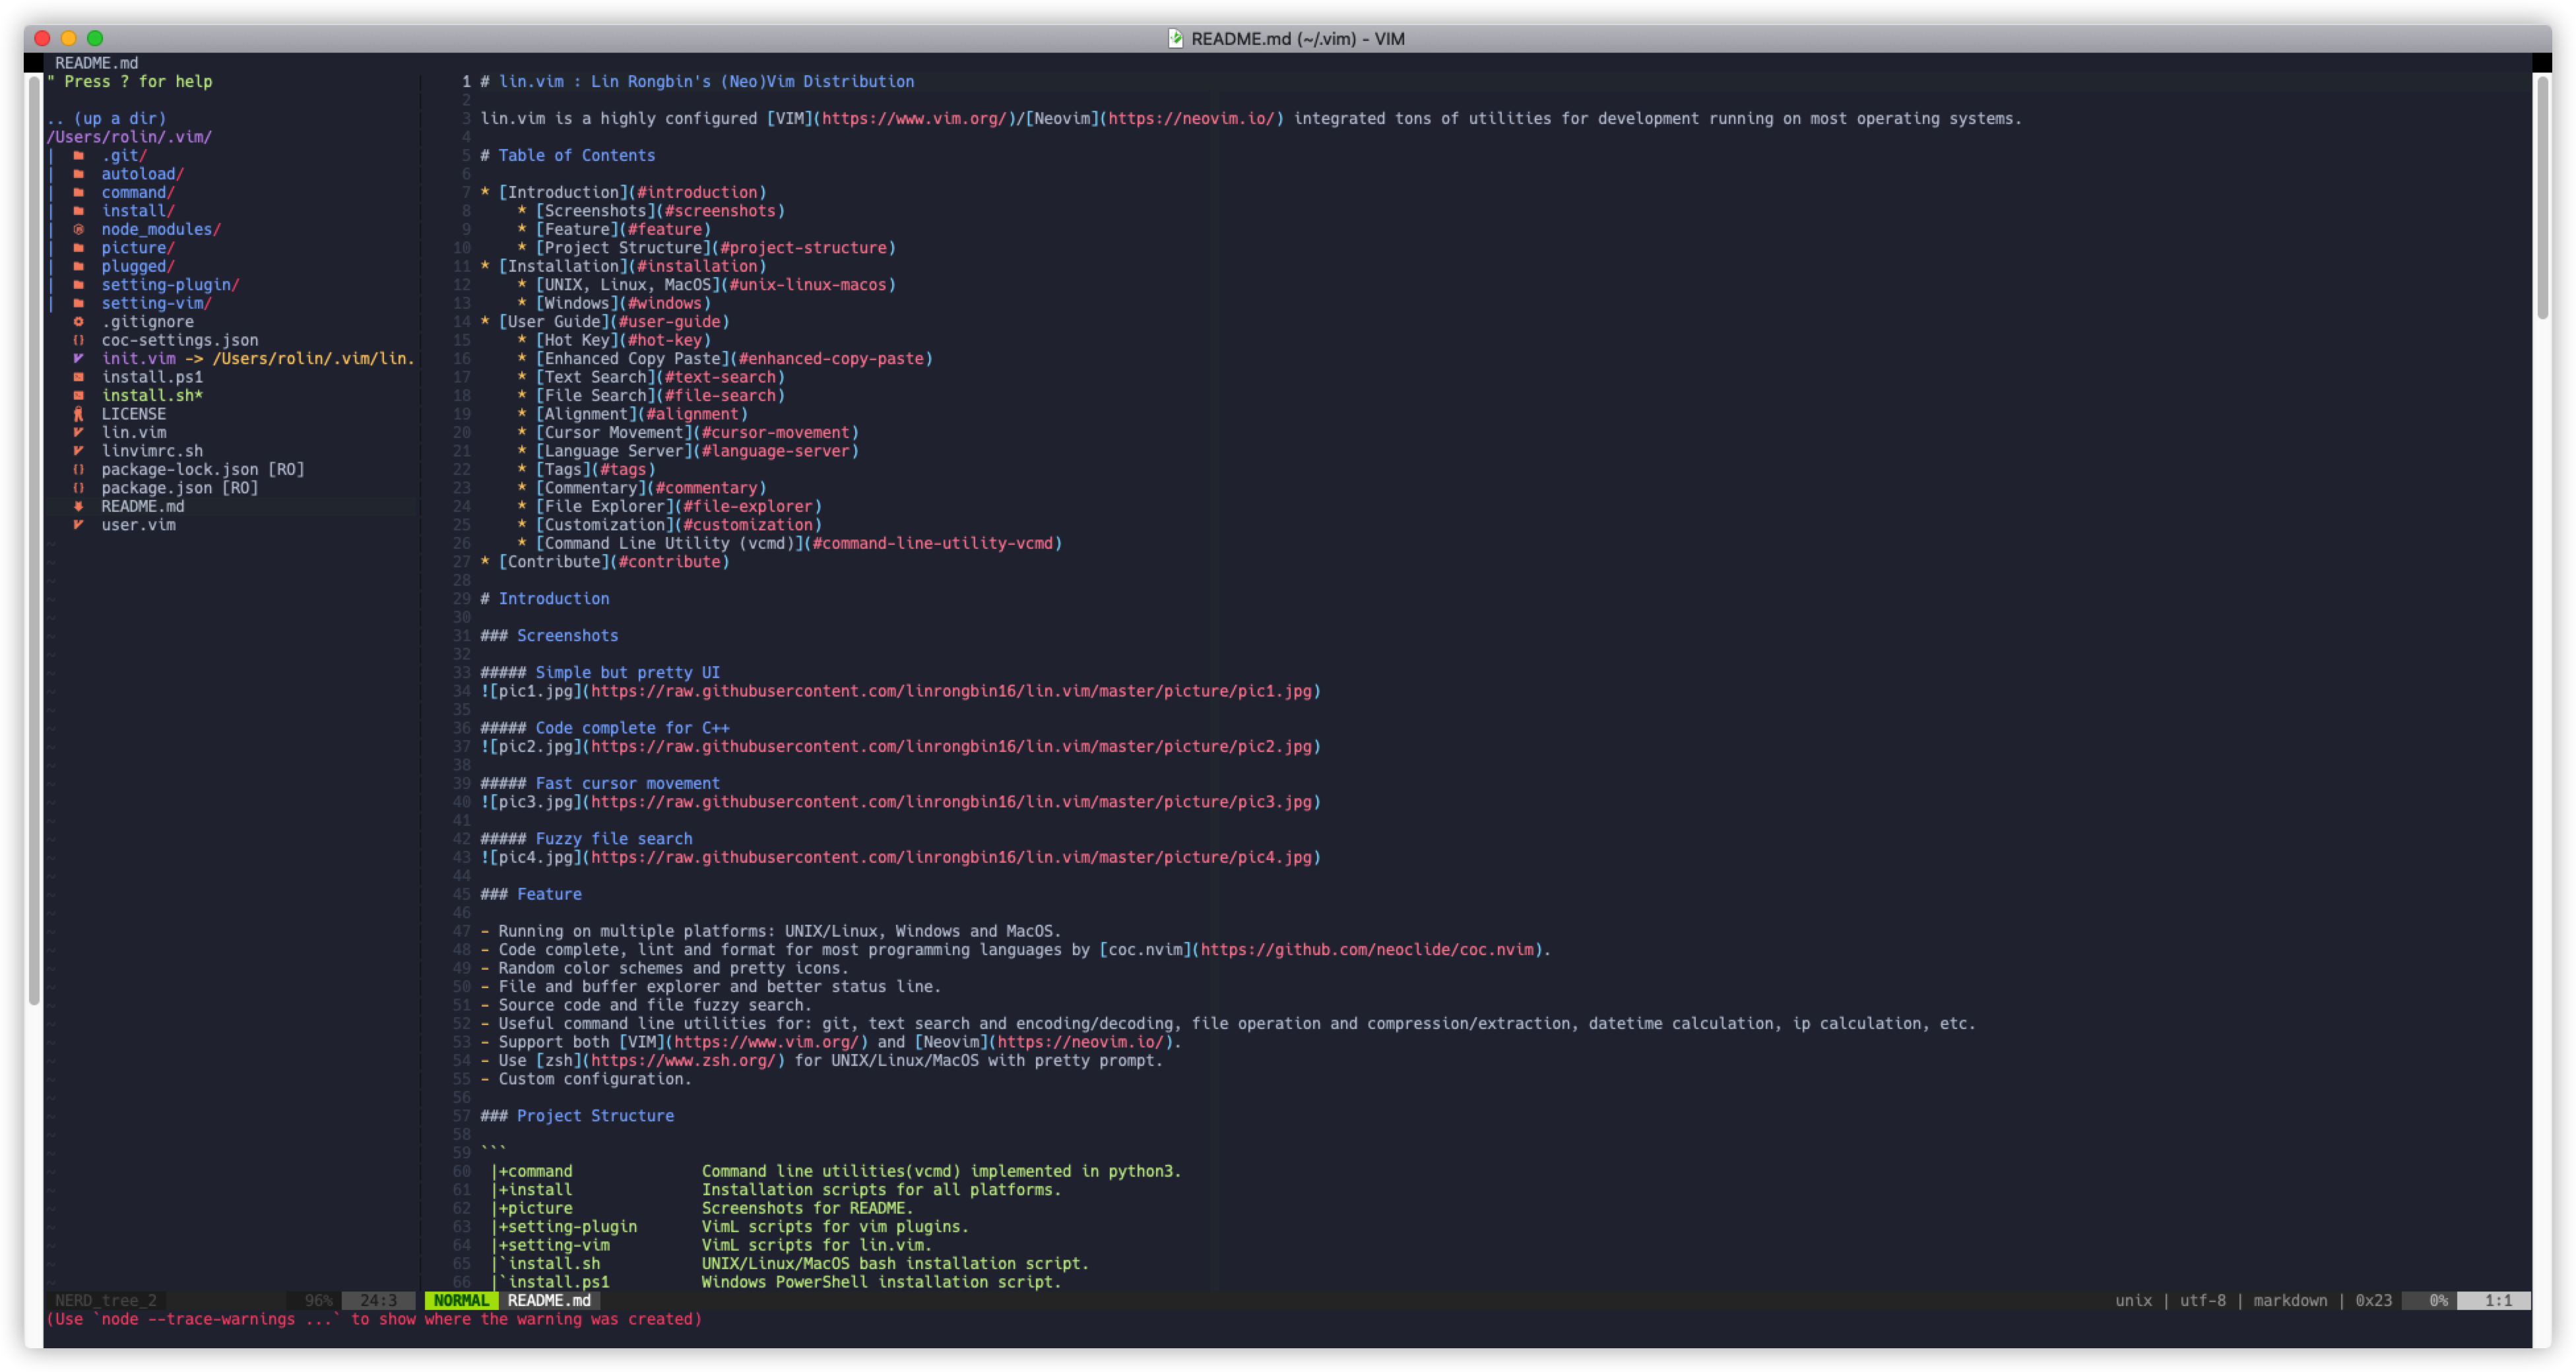 README.md (~/.vim) - VIM
README.md
" Press ? for help
.. (up a dir)
/Users/rolin/.vim/
.git/
autoload/
command/
install/
node_modules/
picture/
plugged/
setting-plugin/
setting-vim/
.gitignore
coc-settings.json
init.vim -> /Users/rolin/.vim/lin.
install.ps1
install.sh*
LICENSE
lin.vim
linvimrc.sh
package-lock.json [RO]
package.json [RO]
README.md
user.vim
1 # lin.vim : Lin Rongbin's (Neo)Vim Distribution
2
3 lin.vim is a highly configured [VIM](https://www.vim.org/)/[Neovim](https://neovim.io/) integrated tons of utilities for development running on most operating systems.
4
5 # Table of Contents
6
7 * [Introduction](#introduction)
8 * [Screenshots](#screenshots)
9 * [Feature](#feature)
10 * [Project Structure](#project-structure)
11 * [Installation](#installation)
12 * [UNIX, Linux, MacOS](#unix-linux-macos)
13 * [Windows](#windows)
14 * [User Guide](#user-guide)
15 * [Hot Key](#hot-key)
16 * [Enhanced Copy Paste](#enhanced-copy-paste)
17 * [Text Search](#text-search)
18 * [File Search](#file-search)
19 * [Alignment](#alignment)
20 * [Cursor Movement](#cursor-movement)
21 * [Language Server](#language-server)
22 * [Tags](#tags)
23 * [Commentary](#commentary)
24 * [File Explorer](#file-explorer)
25 * [Customization](#customization)
26 * [Command Line Utility (vcmd)](#command-line-utility-vcmd)
27 * [Contribute](#contribute)
28
29 # Introduction
30
31 ### Screenshots
32
33 ##### Simple but pretty UI
34 ![pic1.jpg](https://raw.githubusercontent.com/linrongbin16/lin.vim/master/picture/pic1.jpg)
35
36 ##### Code complete for C++
37 ![pic2.jpg](https://raw.githubusercontent.com/linrongbin16/lin.vim/master/picture/pic2.jpg)
38
39 ##### Fast cursor movement
40 ![pic3.jpg](https://raw.githubusercontent.com/linrongbin16/lin.vim/master/picture/pic3.jpg)
41
42 ##### Fuzzy file search
43 ![pic4.jpg](https://raw.githubusercontent.com/linrongbin16/lin.vim/master/picture/pic4.jpg)
44
45 ### Feature
46
47 - Running on multiple platforms: UNIX/Linux, Windows and MacOS.
48 - Code complete, lint and format for most programming languages by [coc.nvim](https://github.com/neoclide/coc.nvim).
49 - Random color schemes and pretty icons.
50 - File and buffer explorer and better status line.
51 - Source code and file fuzzy search.
52 - Useful command line utilities for: git, text search and encoding/decoding, file operation and compression/extraction, datetime calculation, ip calculation, etc.
53 - Support both [VIM](https://www.vim.org/) and [Neovim](https://neovim.io/).
54 - Use [zsh](https://www.zsh.org/) for UNIX/Linux/MacOS with pretty prompt.
55 - Custom configuration.
56
57 ### Project Structure
58
59 ```
60 |+command Command line utilities(vcmd) implemented in python3.
61 |+install Installation scripts for all platforms.
62 |+picture Screenshots for README.
63 |+setting-plugin VimL scripts for vim plugins.
64 |+setting-vim VimL scripts for lin.vim.
65 |`install.sh UNIX/Linux/MacOS bash installation script.
66 |`install.ps1 Windows PowerShell installation script.
NERD_tree_2 96% 24:3 NORMAL README.md unix | utf-8 | markdown | 0x23 0% 1:1
(Use `node --trace-warnings ...` to show where the warning was created)